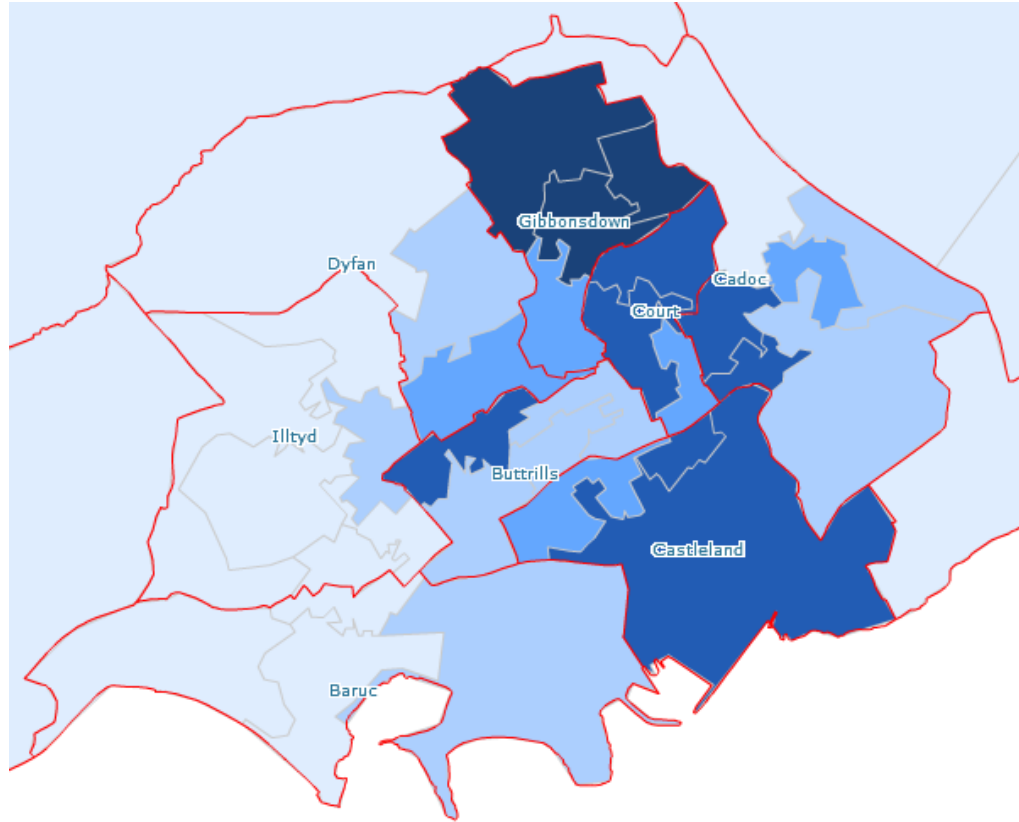 Gibbonsdown
Dyfan
Cadoc
Court
Illtyd
Buttrills
Castleland
Baruc